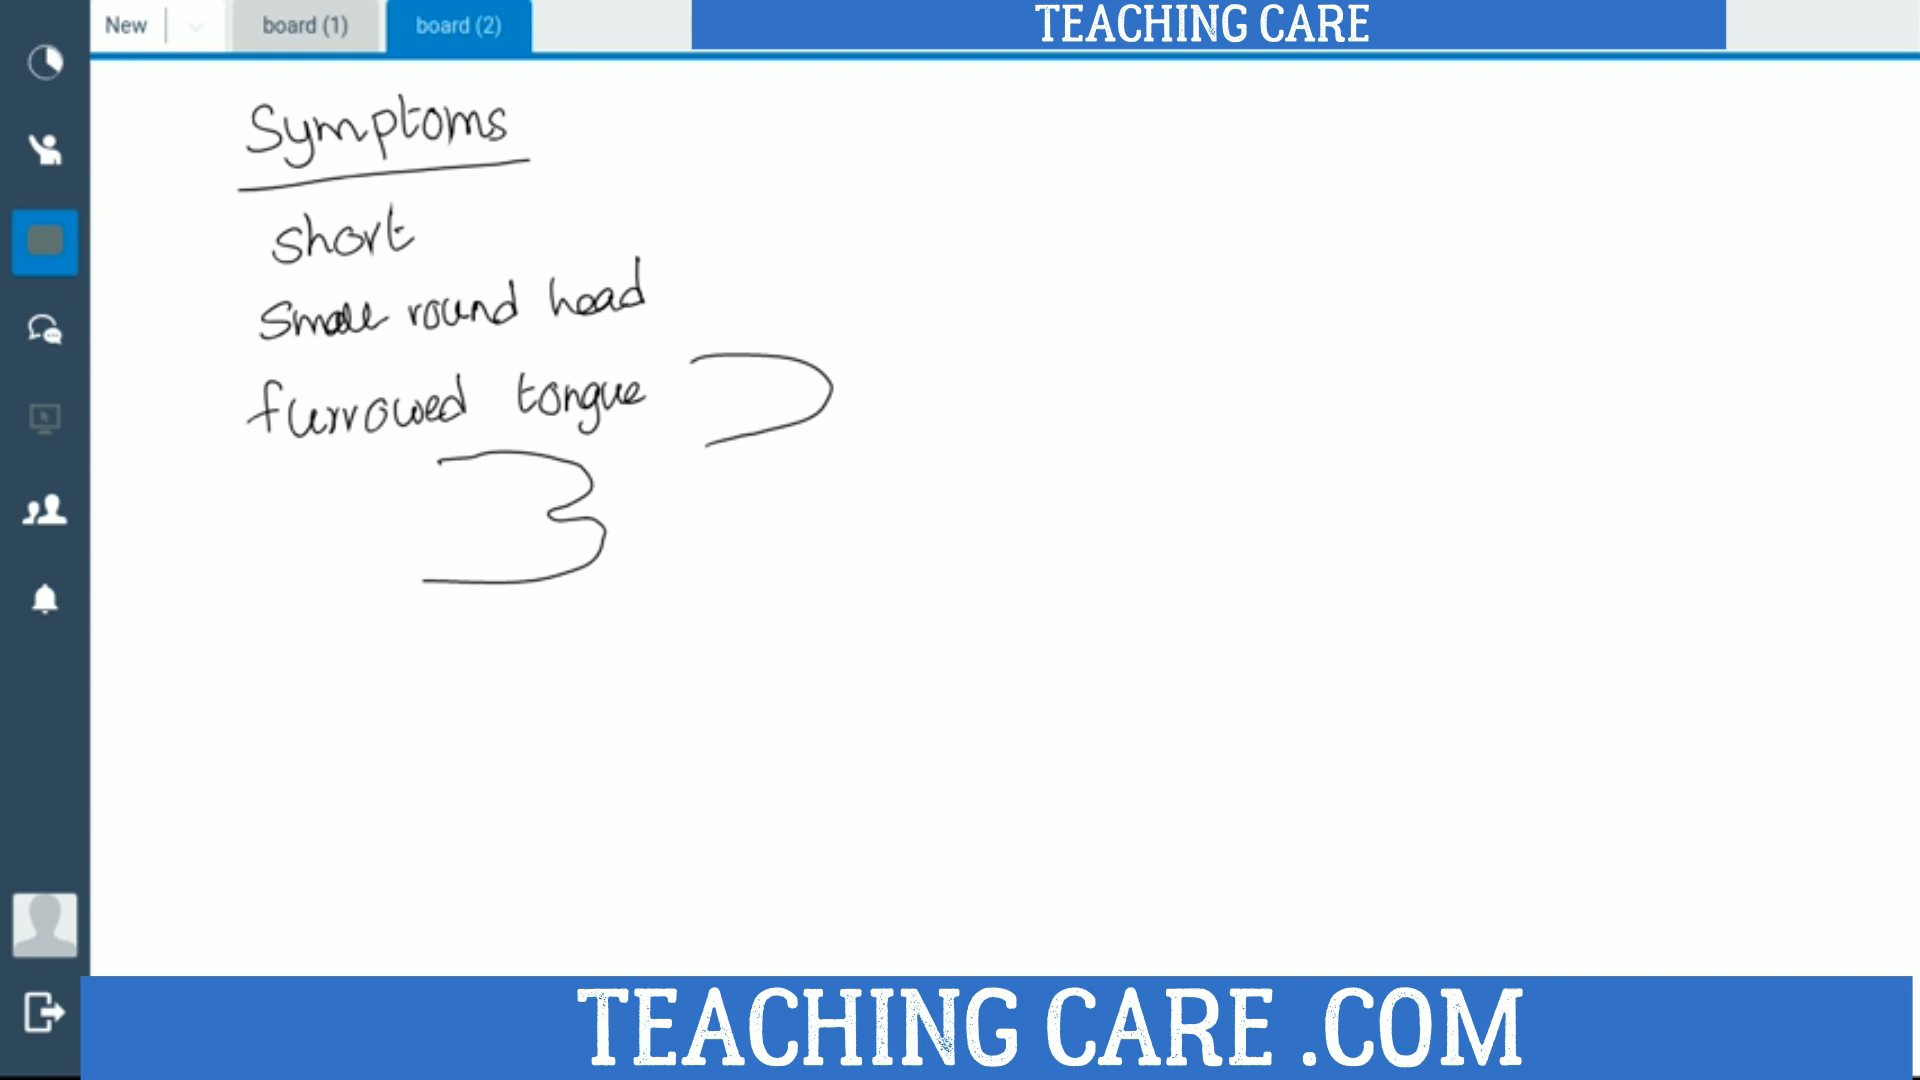 New
board (1)
board (2)
TEACHING CARE
Symptoms
short
Small round head
furrowed tongue
TEACHING CARE .COM